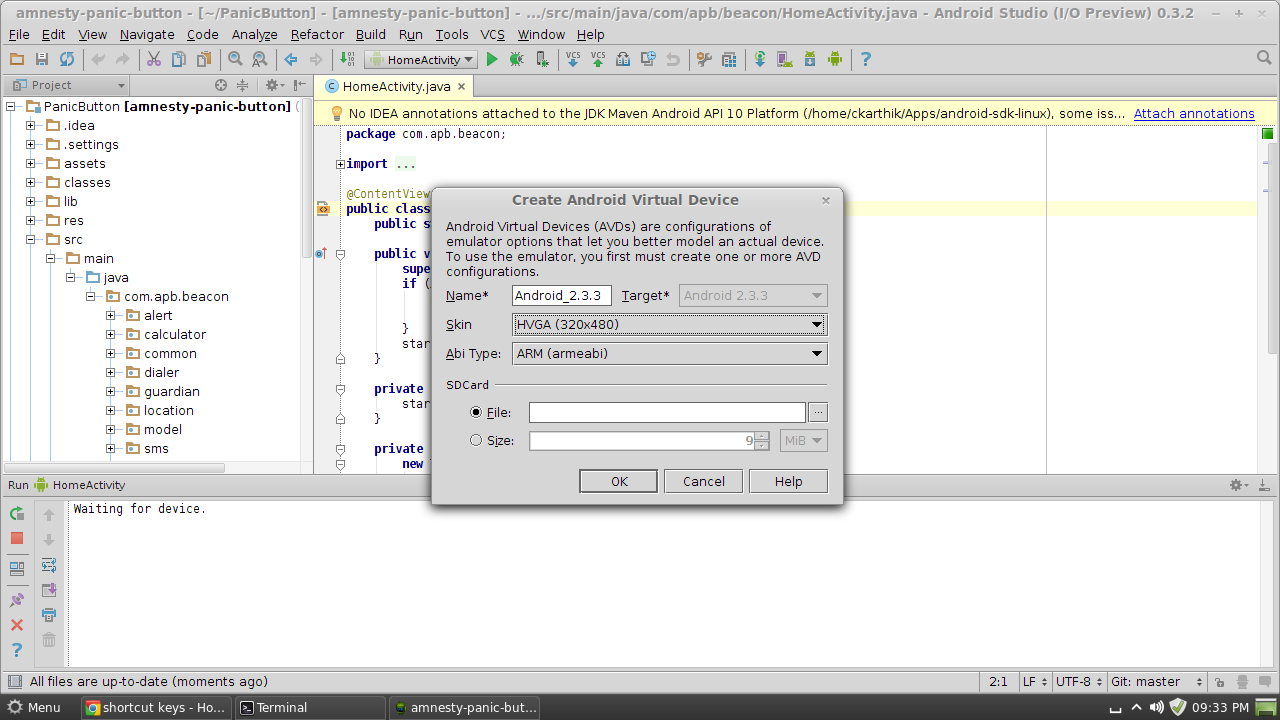 amnesty-panic-button - [~/PanicButton] - [amnesty-panic-button] - .../src/main/java/com/apb/beacon/HomeActivity.java - Android Studio (I/O Preview) 0.3.2
File Edit View Navigate Code Analyze Refactor Build Run Tools VCS Window Help
HomeActivity
Project
HomeActivity.java
PanicButton [amnesty-panic-button] (
.idea
.settings
assets
classes
lib
res
src
main
java
com.apb.beacon
alert
calculator
common
dialer
guardian
location
model
sms
No IDEA annotations attached to the JDK Maven Android API 10 Platform (/home/ckarthik/Apps/android-sdk-linux), some iss... Attach annotations
package com.apb.beacon;
import ...
@ContentView
public class
public s
public v
supe
if (
}
star
}
private
star
}
private
new
Create Android Virtual Device
Android Virtual Devices (AVDs) are configurations of
emulator options that let you better model an actual device.
To use the emulator, you first must create one or more AVD
configurations.
Name* Android_2.3.3 Target* Android 2.3.3
Skin HVGA (320x480)
Abi Type: ARM (armeabi)
SDCard
File: ...
Size: 9 MiB
OK Cancel Help
Run HomeActivity
Waiting for device.
All files are up-to-date (moments ago) 2:1 LF UTF-8 Git: master
Menu shortcut keys - Ho... Terminal amnesty-panic-but... 09:33 PM